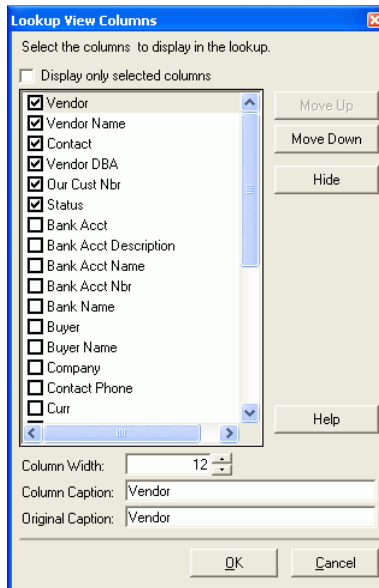 Lookup View Columns
Select the columns to display in the lookup.
Display only selected columns
Vendor
Vendor Name
Contact
Vendor DBA
Our Cust Nbr
Status
Bank Acct
Bank Acct Description
Bank Acct Name
Bank Acct Nbr
Bank Name
Buyer
Buyer Name
Company
Contact Phone
Curr
Move Up
Move Down
Hide
Help
Column Width: 12
Column Caption: Vendor
Original Caption: Vendor
OK
Cancel